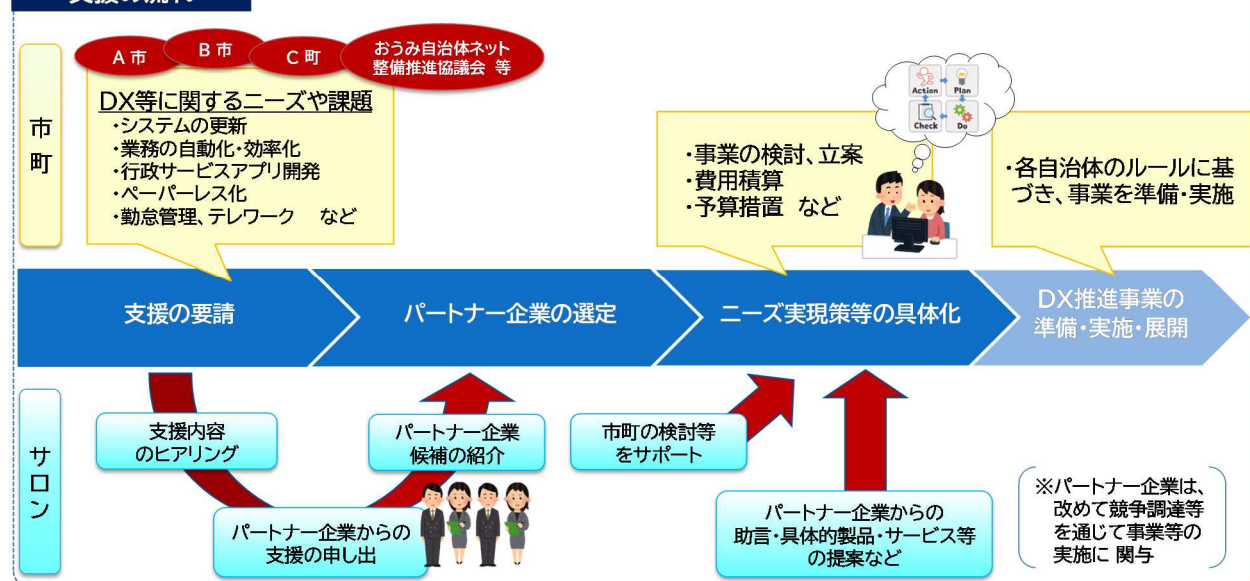 支援の流れ
A市
B市
C町
おうみ自治体ネット
整備推進協議会 等
市町
DX等に関するニーズや課題
・システムの更新
・業務の自動化・効率化
・行政サービスアプリ開発
・ペーパーレス化
・勤怠管理、テレワーク　など
・事業の検討、立案
・費用積算
・予算措置 など
Action
Plan
Check
Do
・各自治体のルールに基
づき、事業を準備・実施
支援の要請
パートナー企業の選定
ニーズ実現策等の具体化
DX推進事業の
準備・実施・展開
サロン
支援内容
のヒアリング
パートナー企業からの
支援の申し出
パートナー企業
候補の紹介
市町の検討等
をサポート
パートナー企業からの
助言・具体的製品・サービス等
の提案など
※パートナー企業は、
改めて競争調達等
を通じて事業等の
実施に 関与